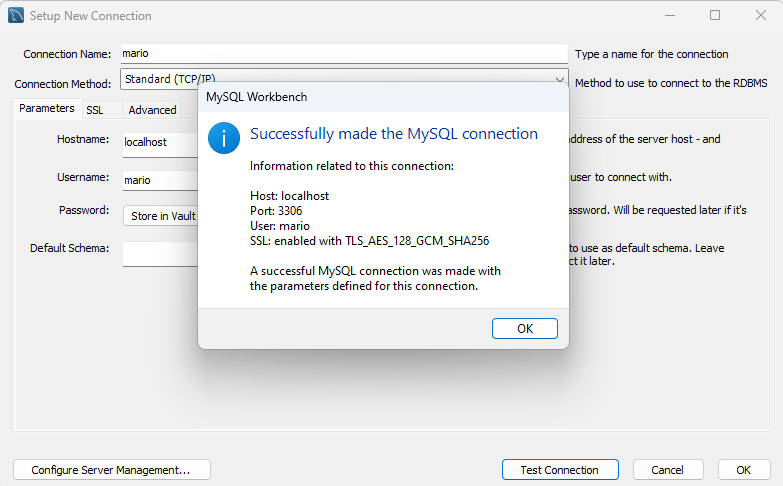 Setup New Connection
Connection Name: mario Type a name for the connection
Connection Method: Standard (TCP/IP) Method to use to connect to the RDBMS
Parameters SSL Advanced
Hostname: localhost address of the server host - and
Username: mario user to connect with.
Password: Store in Vault Will be requested later if it's
Default Schema: to use as default schema. Leave
it later.
MySQL Workbench
Successfully made the MySQL connection
Information related to this connection:
Host: localhost
Port: 3306
User: mario
SSL: enabled with TLS_AES_128_GCM_SHA256
A successful MySQL connection was made with
the parameters defined for this connection.
OK
Configure Server Management... Test Connection Cancel OK